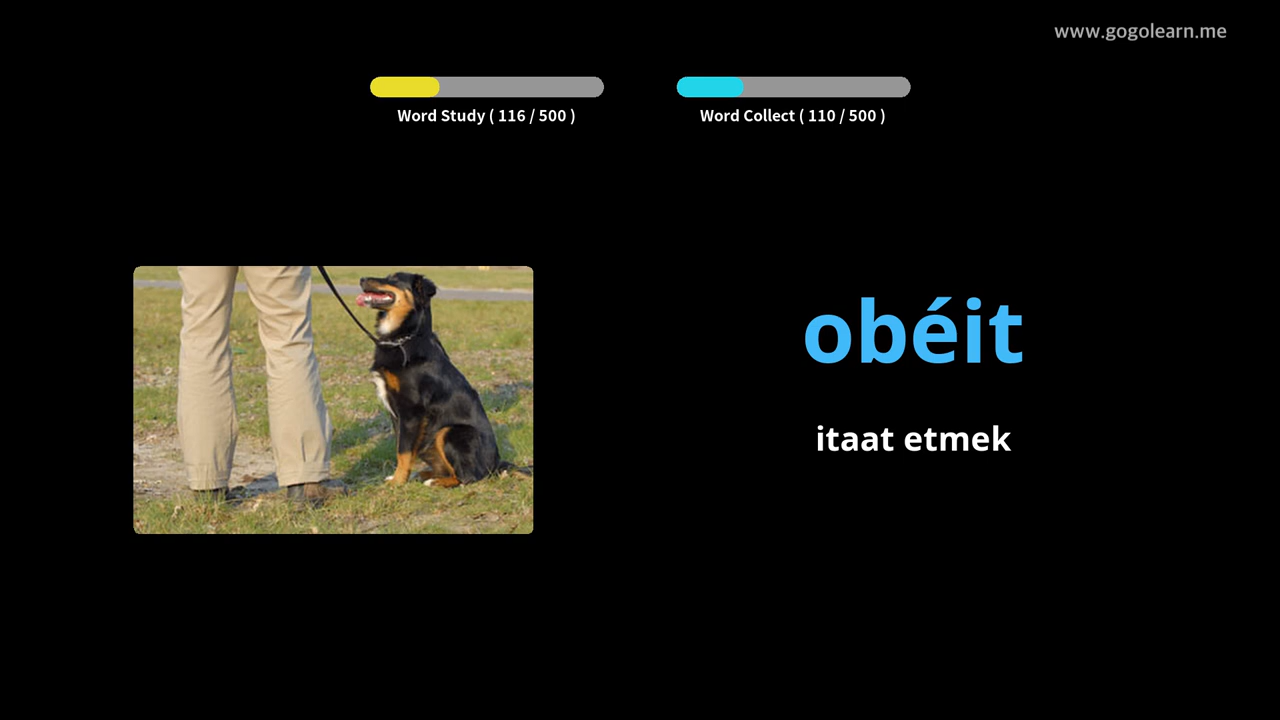 www.gogolearn.me
Word Study ( 116 / 500 )
Word Collect ( 110 / 500 )
obéit
itaat etmek